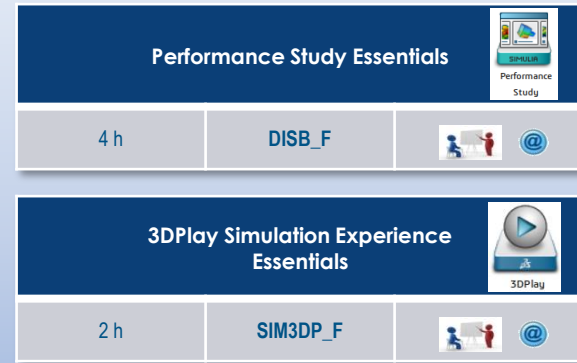 Performance Study Essentials
SIMULIA
Performance
Study
4 h
DISB_F
@
3DPlay Simulation Experience
Essentials
3DPlay
2 h
SIM3DP_F
@